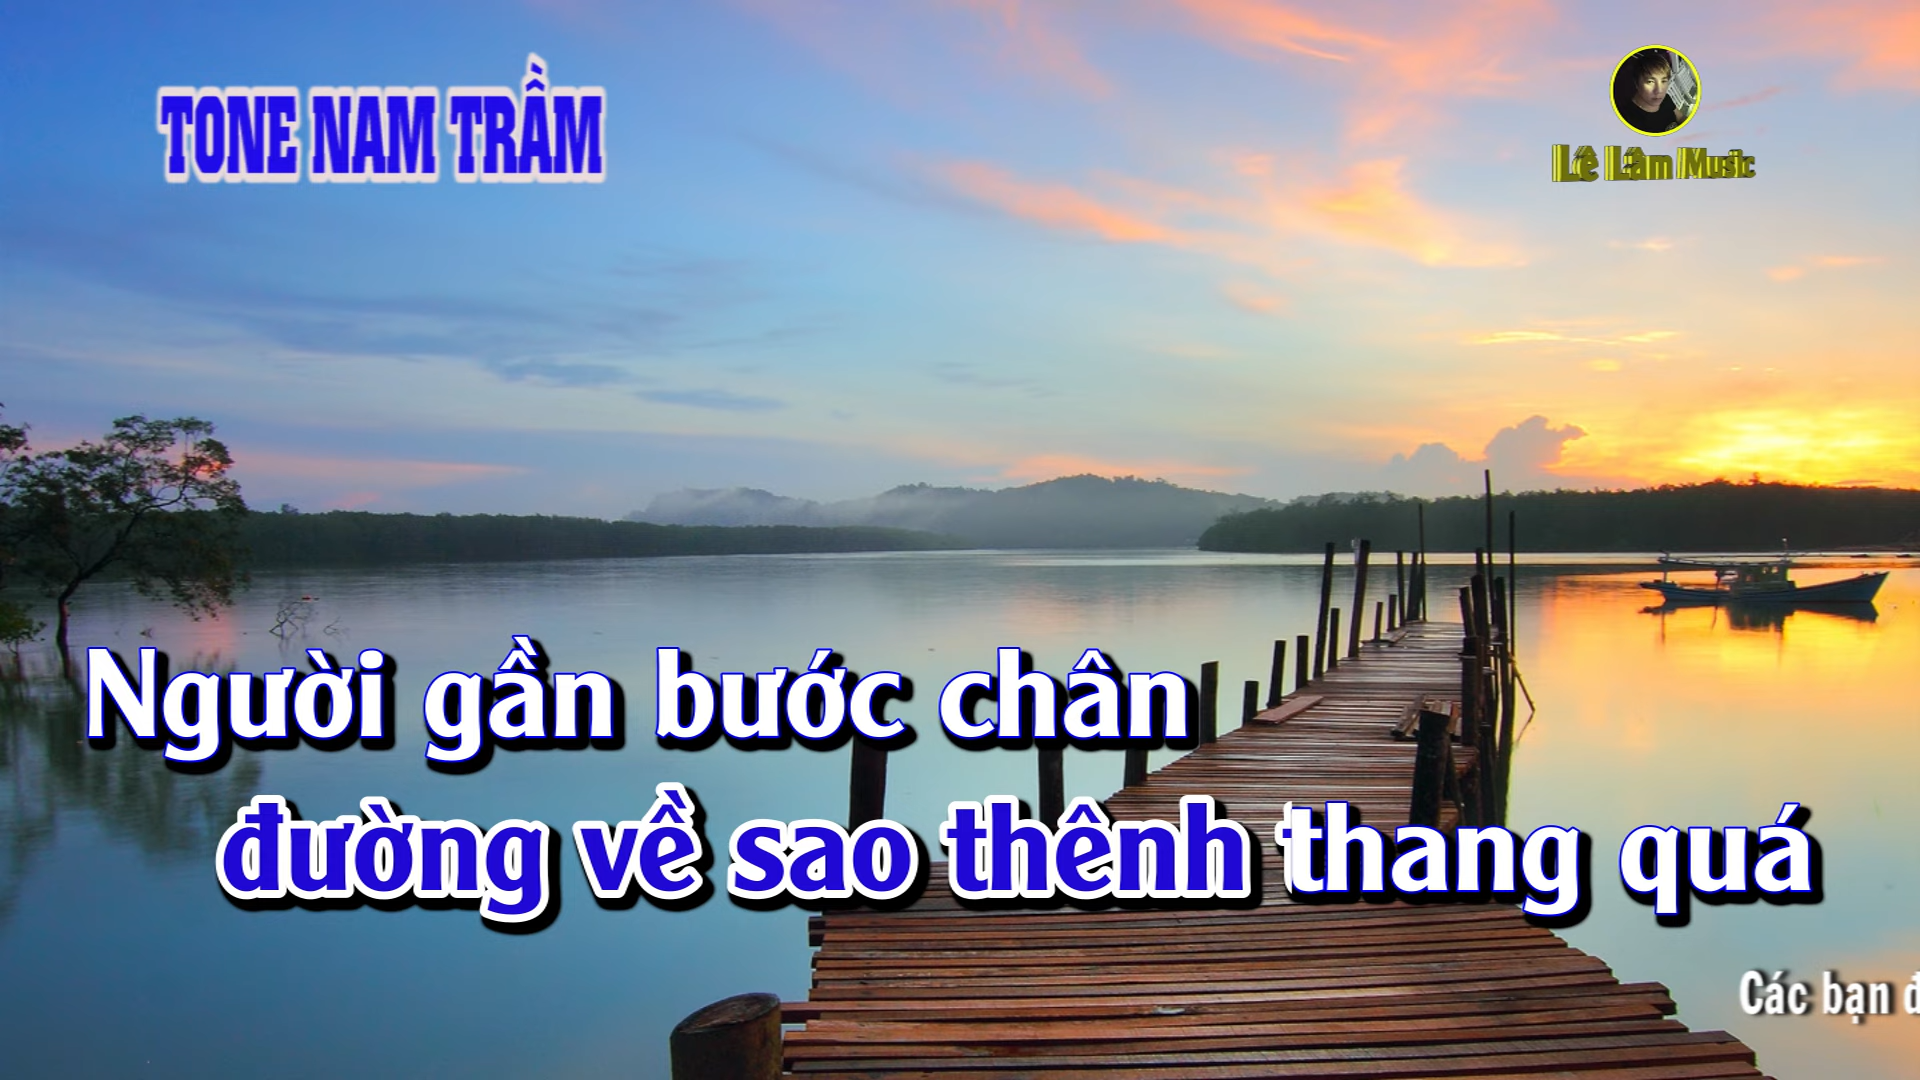 TONE NAM TRẦM
Lê Lâm Music
Người gần bước chân
đường về sao thênh thang quá
Các bạn đ